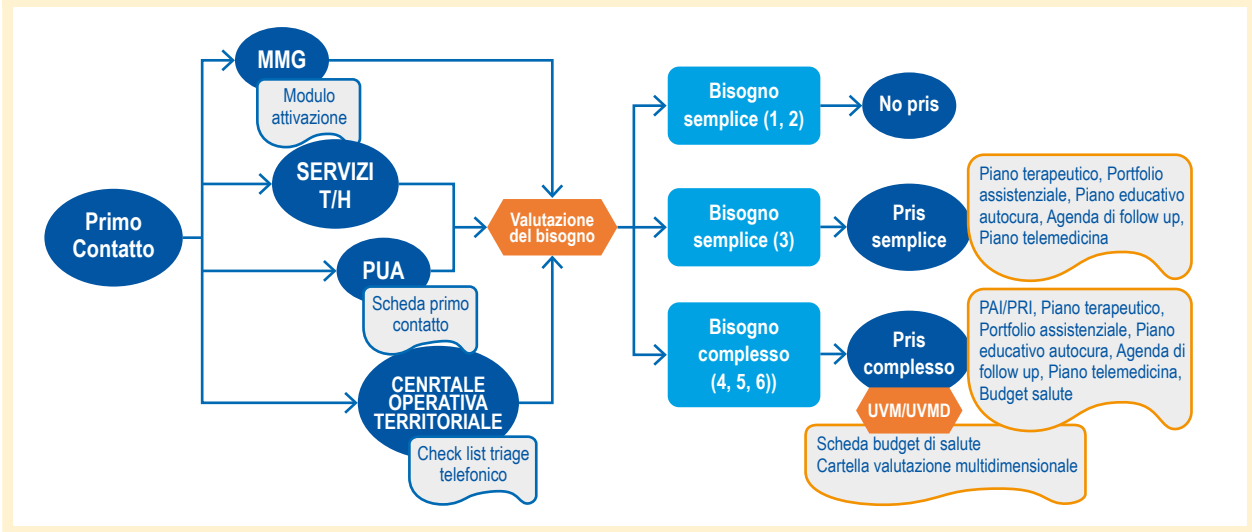 Primo
Contatto
MMG
Modulo
attivazione
SERVIZI
T/H
PUA
Scheda primo
contatto
CENRTALE
OPERATIVA
TERRITORIALE
Check list triage
telefonico
Valutazione
del bisogno
Bisogno
semplice (1, 2)
No pris
Bisogno
semplice (3)
Pris
semplice
Piano terapeutico, Portfolio
assistenziale, Piano educativo
autocura, Agenda di follow up,
Piano telemedicina
Bisogno
complesso
(4, 5, 6))
Pris
complesso
UVM/UVMD
PAI/PRI, Piano terapeutico,
Portfolio assistenziale, Piano
educativo autocura, Agenda di
follow up, Piano telemedicina,
Budget salute
Scheda budget di salute
Cartella valutazione multidimensionale